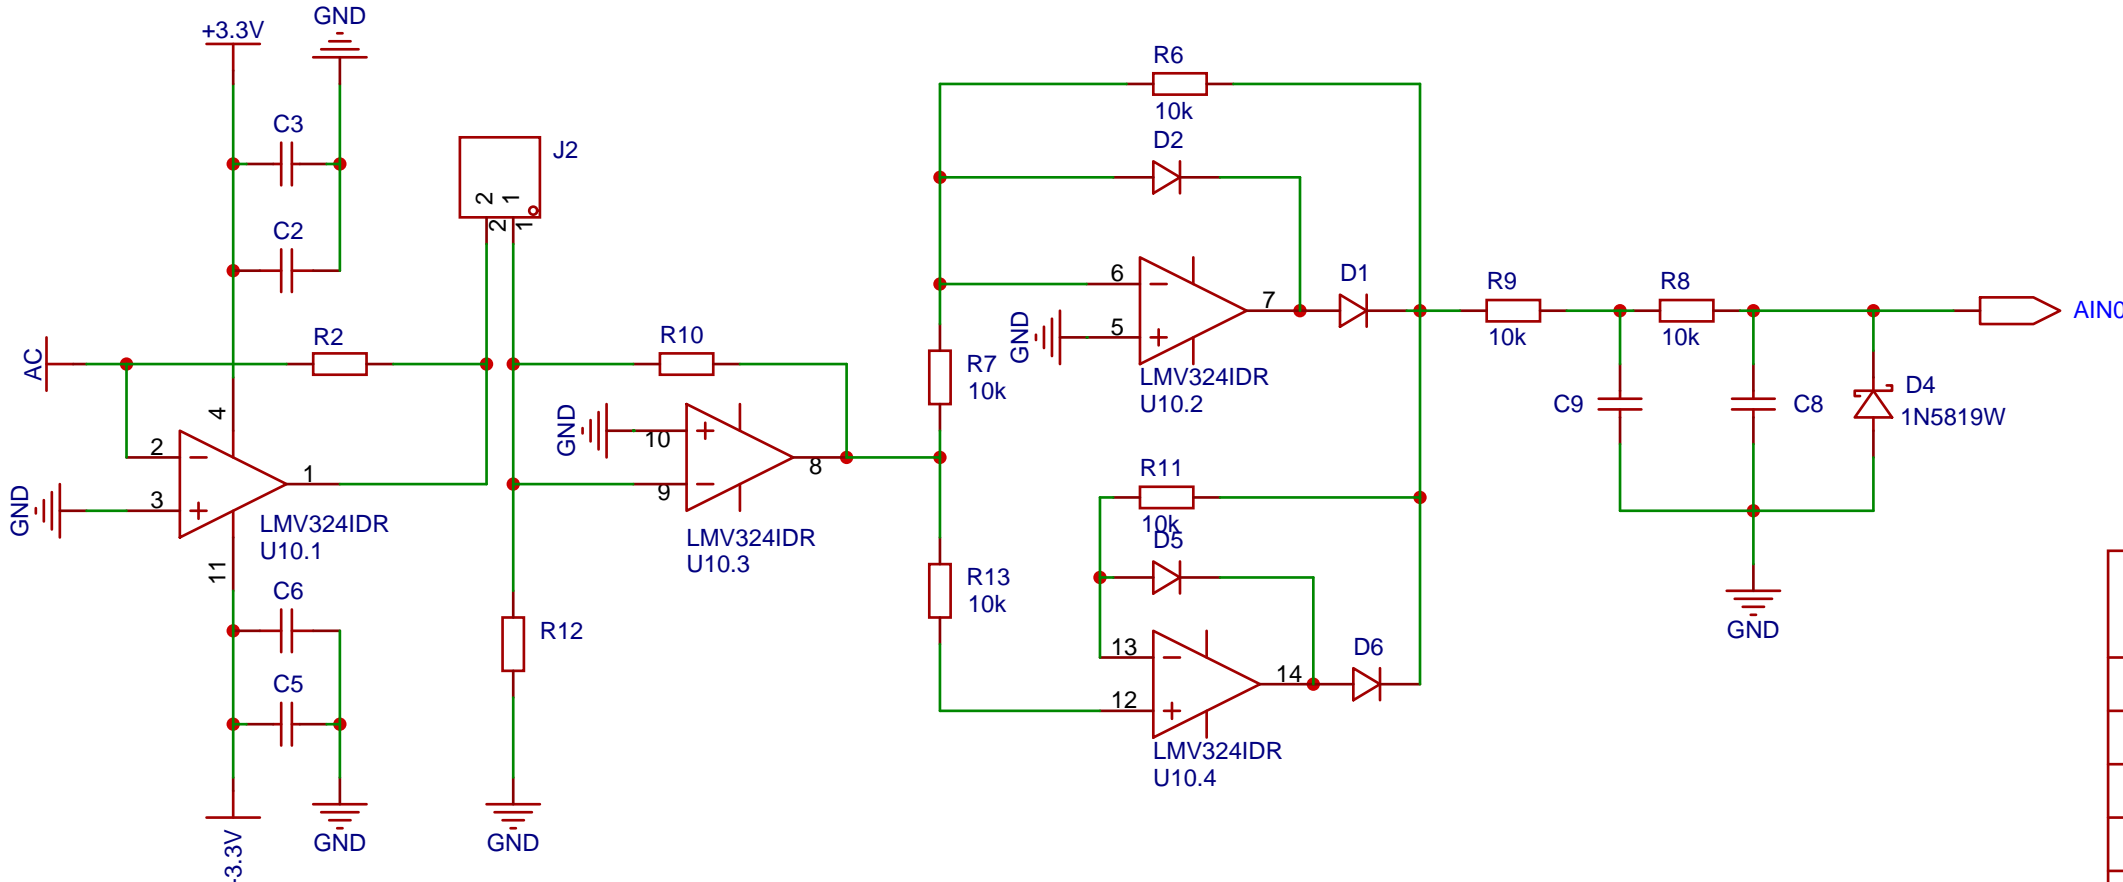 GND
+3.3V
C3
C2
J2
2
1
2
1
R6
10k
D2
6
5
7
GND
LMV324IDR
U10.2
D1
R9
10k
R8
10k
AIN0
C9
C8
D4
1N5819W
GND
AC
R2
4
2
3
1
GND
LMV324IDR
U10.1
11
C6
C5
GND
-3.3V
R10
GND
10
9
8
LMV324IDR
U10.3
R12
GND
R7
10k
R13
10k
R11
10k
D5
13
12
14
D6
LMV324IDR
U10.4